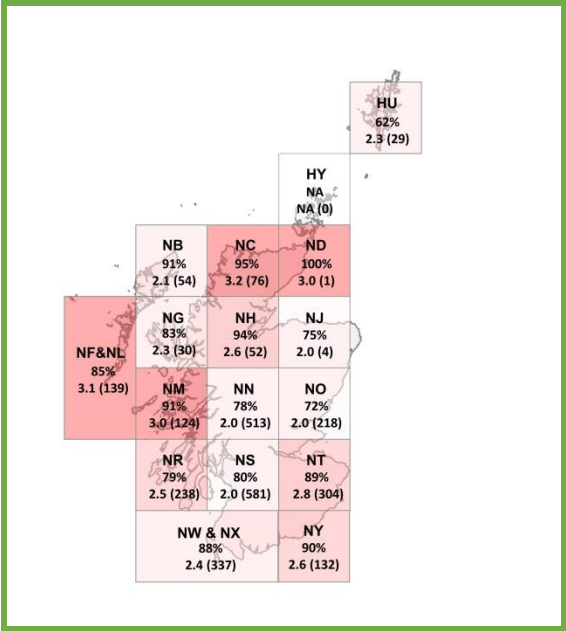 HU
62%
2.3 (29)
HY
NA
NA (0)
NB
91%
2.1 (54)
NC
95%
3.2 (76)
ND
100%
3.0 (1)
NF&NL
85%
3.1 (139)
NG
83%
2.3 (30)
NH
94%
2.6 (52)
NJ
75%
2.0 (4)
NM
91%
3.0 (124)
NN
78%
2.0 (513)
NO
72%
2.0 (218)
NR
79%
2.5 (238)
NS
80%
2.0 (581)
NT
89%
2.8 (304)
NW & NX
88%
2.4 (337)
NY
90%
2.6 (132)